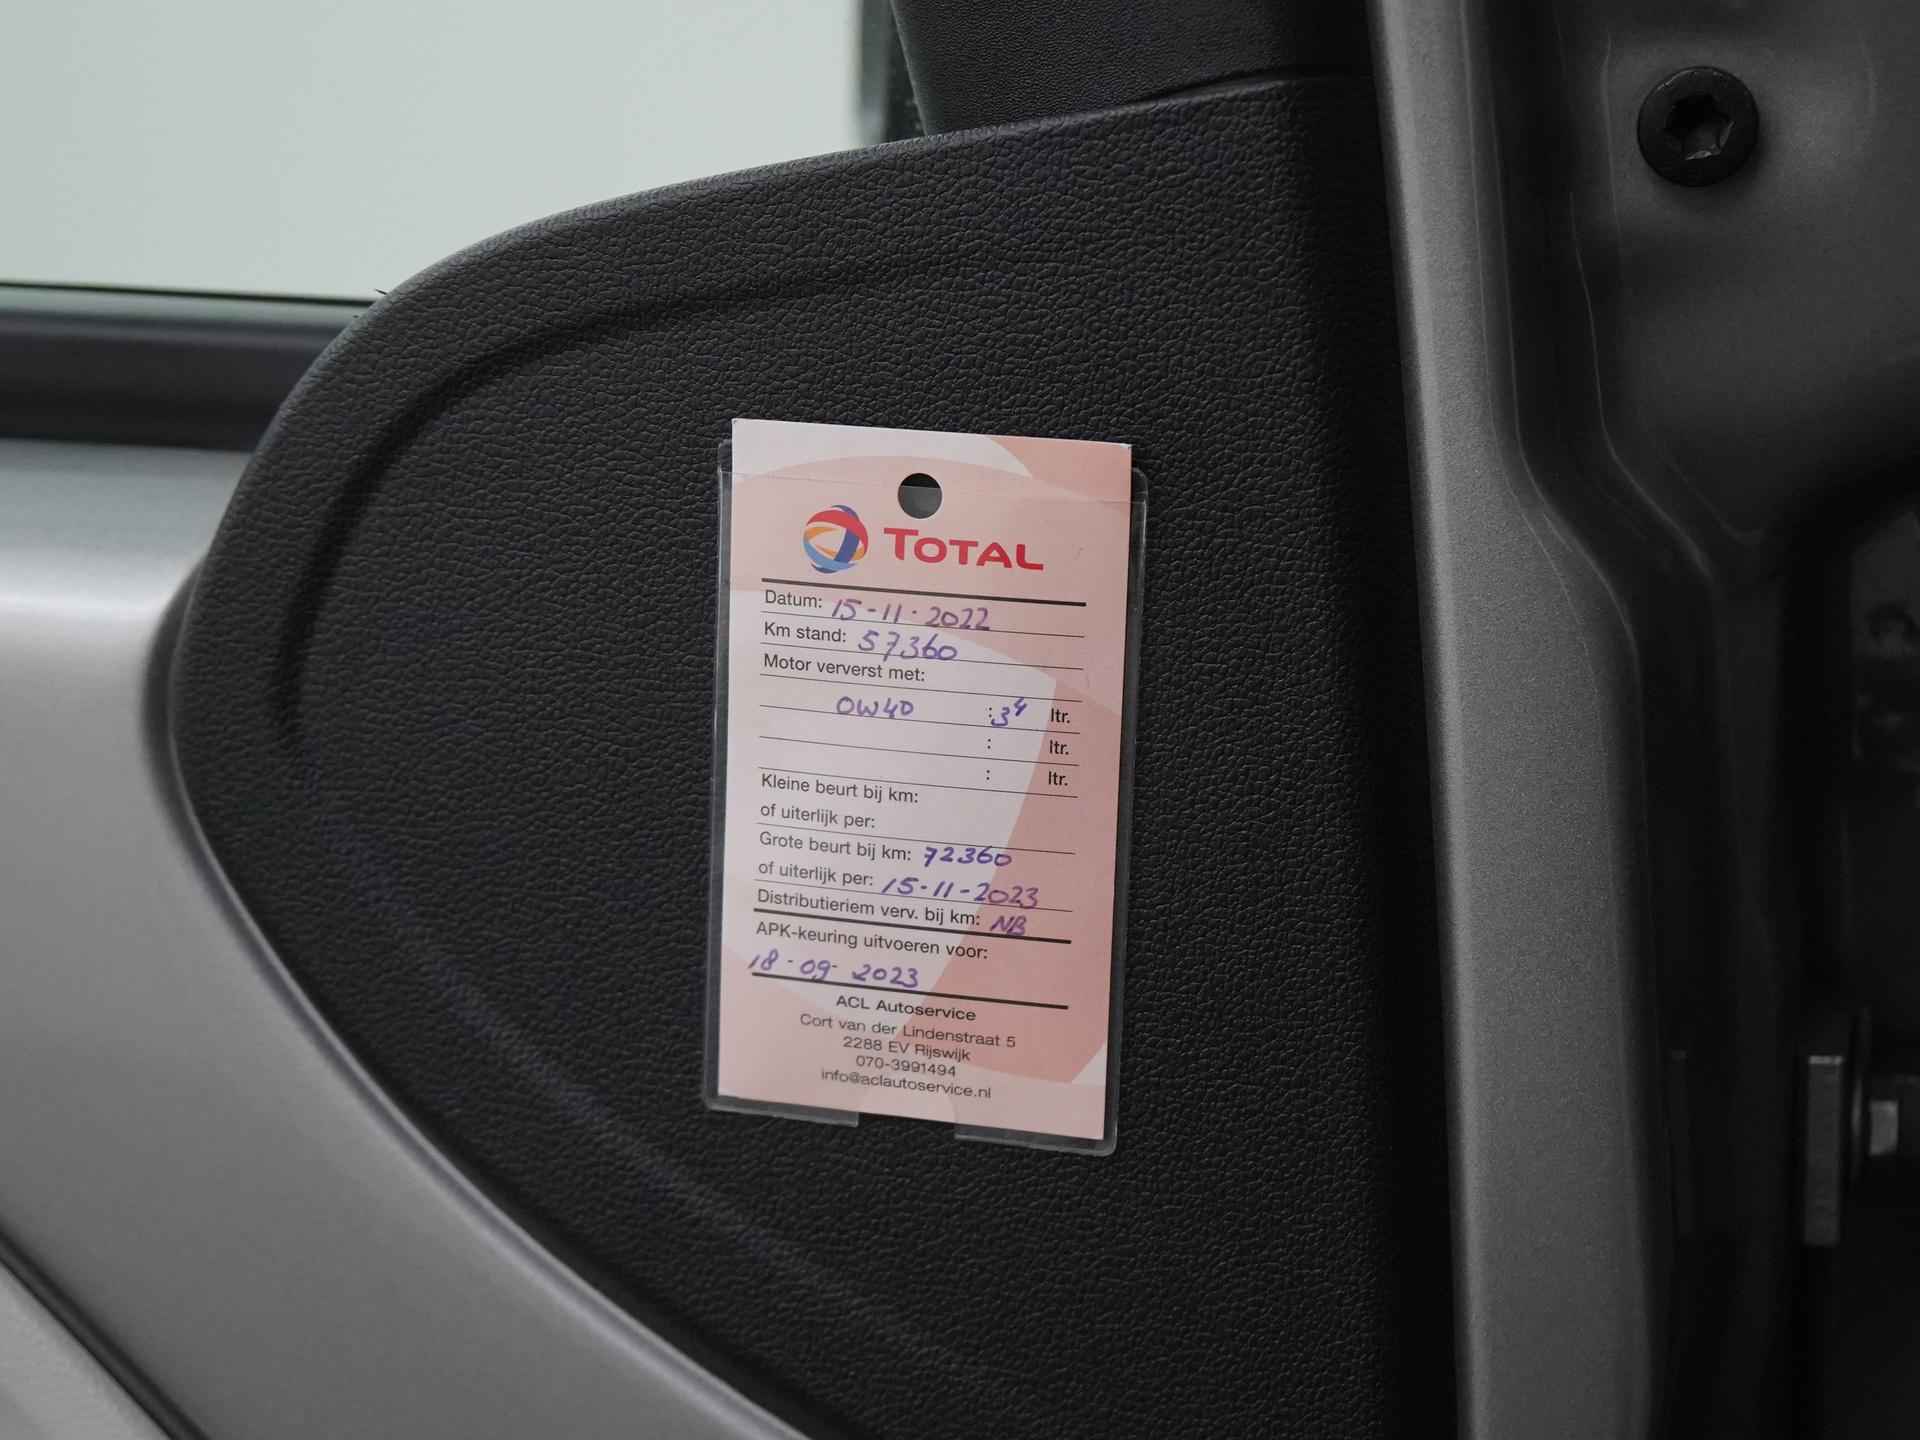 TOTAL
Datum: 15-11-2022
Km stand: 57360
Motor ververst met:
0W40 : 3⁴ ltr.
: ltr.
: ltr.
Kleine beurt bij km:
of uiterlijk per:
Grote beurt bij km: 72360
of uiterlijk per: 15-11-2023
Distributieriem verv. bij km: NB
APK-keuring uitvoeren voor:
18-09-2023
ACL Autoservice
Cort van der Lindenstraat 5
2288 EV Rijswijk
070-3991494
info@aclautoservice.nl